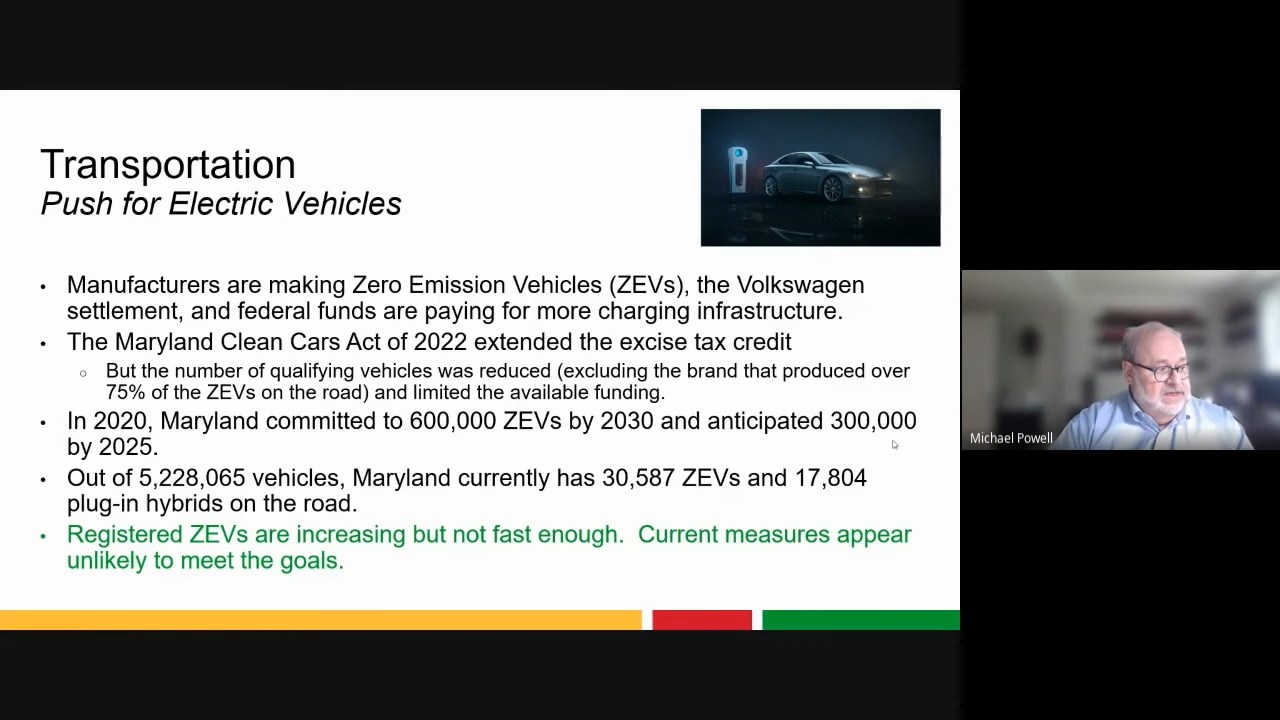 Transportation
Push for Electric Vehicles
• Manufacturers are making Zero Emission Vehicles (ZEVs), the Volkswagen
settlement, and federal funds are paying for more charging infrastructure.
• The Maryland Clean Cars Act of 2022 extended the excise tax credit
○ But the number of qualifying vehicles was reduced (excluding the brand that produced over
75% of the ZEVs on the road) and limited the available funding.
• In 2020, Maryland committed to 600,000 ZEVs by 2030 and anticipated 300,000
by 2025.
• Out of 5,228,065 vehicles, Maryland currently has 30,587 ZEVs and 17,804
plug-in hybrids on the road.
• Registered ZEVs are increasing but not fast enough.  Current measures appear
unlikely to meet the goals.
Michael Powell